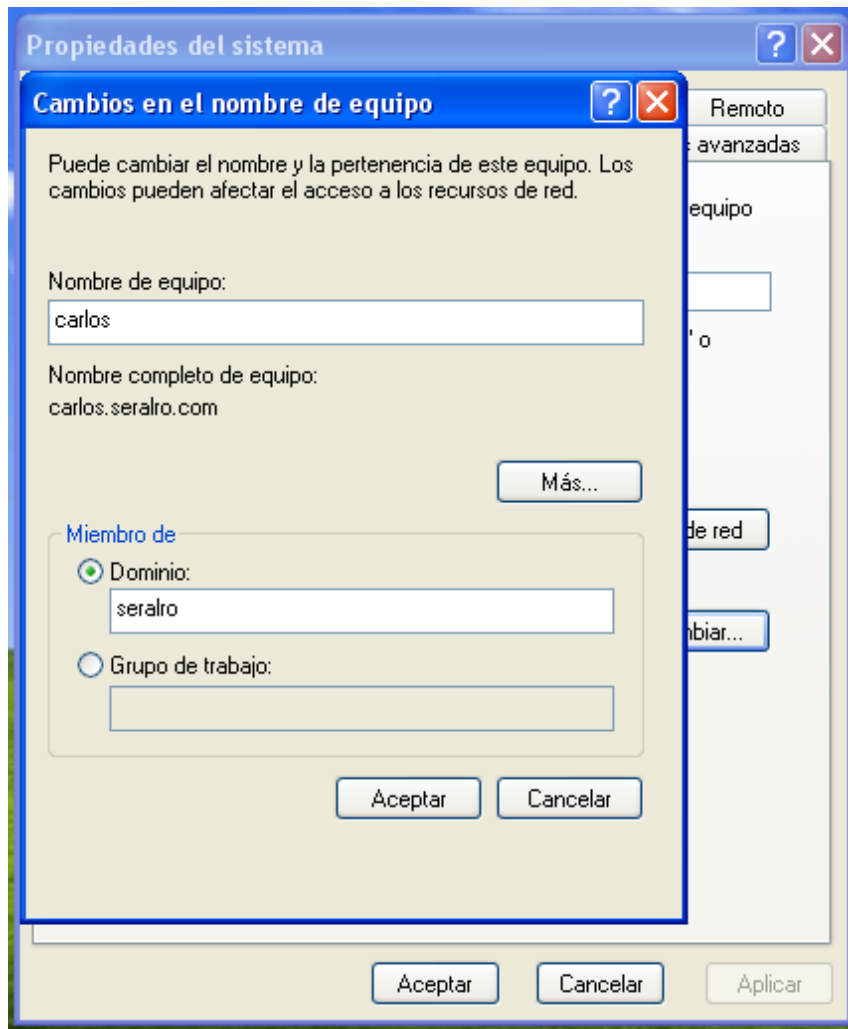 Propiedades del sistema
Cambios en el nombre de equipo
Remoto
avanzadas
Puede cambiar el nombre y la pertenencia de este equipo. Los
cambios pueden afectar el acceso a los recursos de red.
equipo
Nombre de equipo:
carlos
" o
Nombre completo de equipo:
carlos.seralro.com
Más...
Miembro de
de red
Dominio:
seralro
mbiar...
Grupo de trabajo:
Aceptar Cancelar
Aceptar Cancelar Aplicar